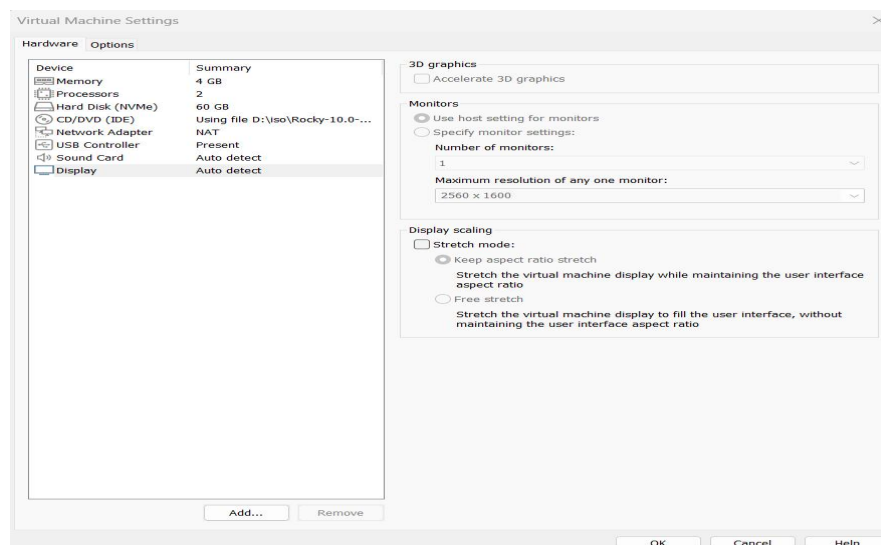 Virtual Machine Settings
Hardware Options
Device Summary
Memory 4 GB
Processors 2
Hard Disk (NVMe) 60 GB
CD/DVD (IDE) Using file D:\iso\Rocky-10.0-...
Network Adapter NAT
USB Controller Present
Sound Card Auto detect
Display Auto detect
Add... Remove
3D graphics
Accelerate 3D graphics
Monitors
Use host setting for monitors
Specify monitor settings:
Number of monitors:
1
Maximum resolution of any one monitor:
2560 x 1600
Display scaling
Stretch mode:
Keep aspect ratio stretch
Stretch the virtual machine display while maintaining the user interface
aspect ratio
Free stretch
Stretch the virtual machine display to fill the user interface, without
maintaining the user interface aspect ratio
OK Cancel Help